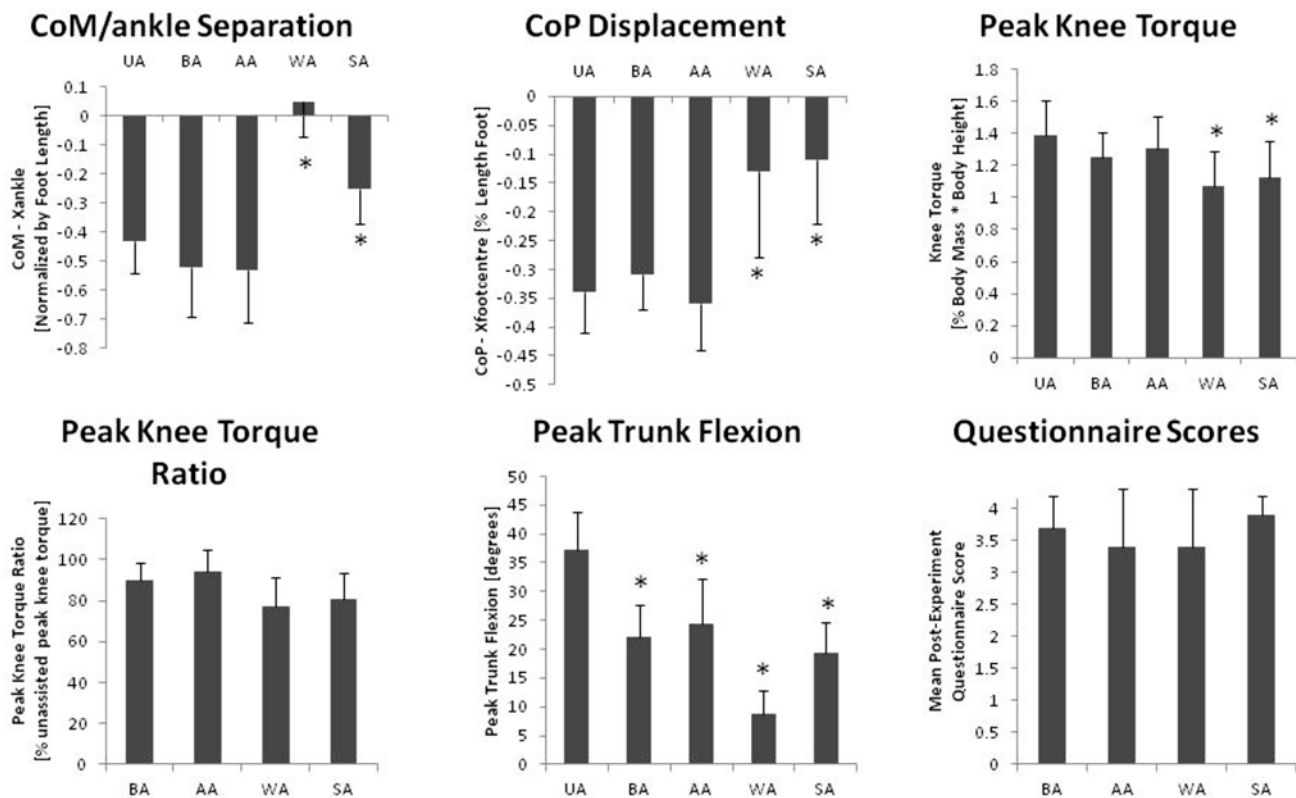 CoM/ankle Separation
UA BA AA WA SA
0.1
0
-0.1
-0.2
-0.3
-0.4
-0.5
-0.6
-0.7
-0.8
CoM - Xankle
[Normalized by Foot Length]
*
*
CoP Displacement
UA BA AA WA SA
0
-0.05
-0.1
-0.15
-0.2
-0.25
-0.3
-0.35
-0.4
-0.45
-0.5
CoP - Xfootcentre [% Length Foot]
*
*
Peak Knee Torque
1.8
1.6
1.4
1.2
1
0.8
0.6
0.4
0.2
0
Knee Torque
[% Body Mass * Body Height]
*
*
UA BA AA WA SA
Peak Knee Torque
Ratio
120
100
80
60
40
20
0
Peak Knee Torque Ratio
[% unassisted peak knee torque]
BA AA WA SA
Peak Trunk Flexion
50
45
40
35
30
25
20
15
10
5
0
Peak Trunk Flexion [degrees]
*
*
*
*
UA BA AA WA SA
Questionnaire Scores
4
3.5
3
2.5
2
1.5
1
0.5
0
Mean Post-Experiment
Questionnaire Score
BA AA WA SA